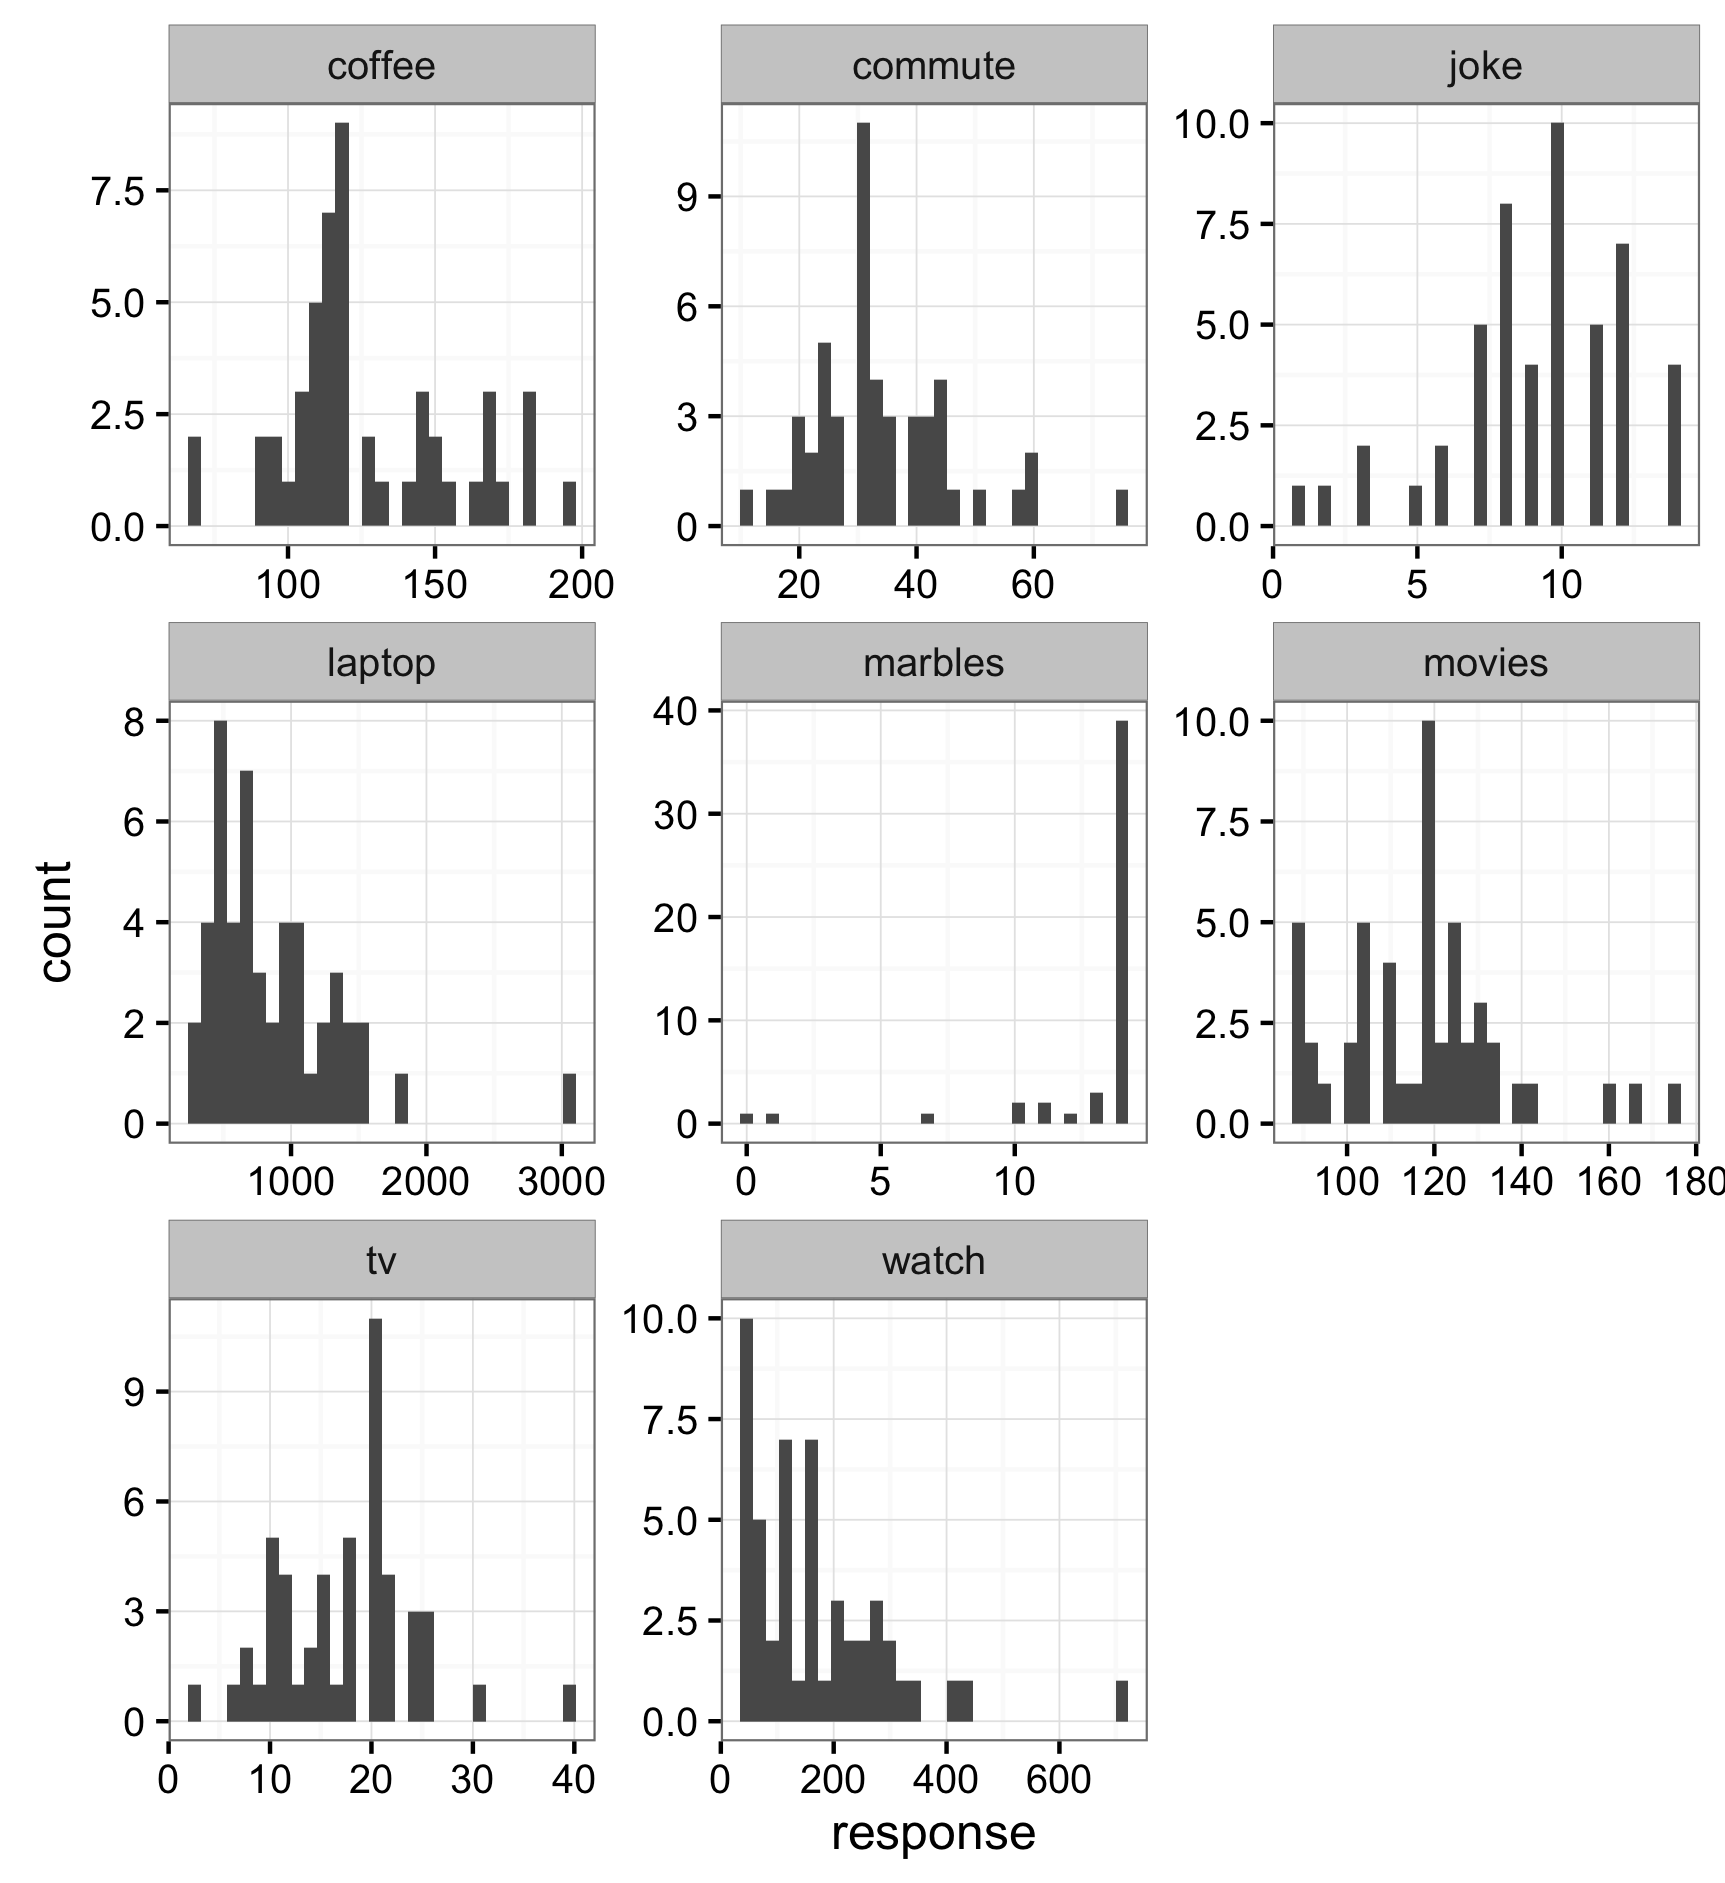 coffee commute joke
10.0
7.5 9 7.5
5.0 6 5.0
2.5 3 2.5
0.0 0 0.0
100 150 200 20 40 60 0 5 10
laptop marbles movies
8 40 10.0
6 30 7.5
4 20 5.0
2 10 2.5
0 0 0.0
1000 2000 3000 0 5 10 100 120 140 160 180
count
tv watch
10.0
9 7.5
6 5.0
3 2.5
0 0.0
0 10 20 30 40 0 200 400 600
response